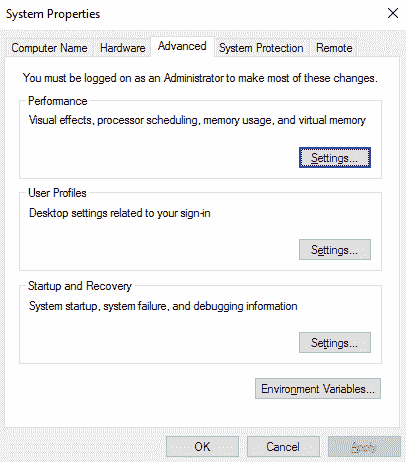 System Properties
Computer Name Hardware Advanced System Protection Remote
You must be logged on as an Administrator to make most of these changes.
Performance
Visual effects, processor scheduling, memory usage, and virtual memory
Settings...
User Profiles
Desktop settings related to your sign-in
Settings...
Startup and Recovery
System startup, system failure, and debugging information
Settings...
Environment Variables...
OK Cancel Apply